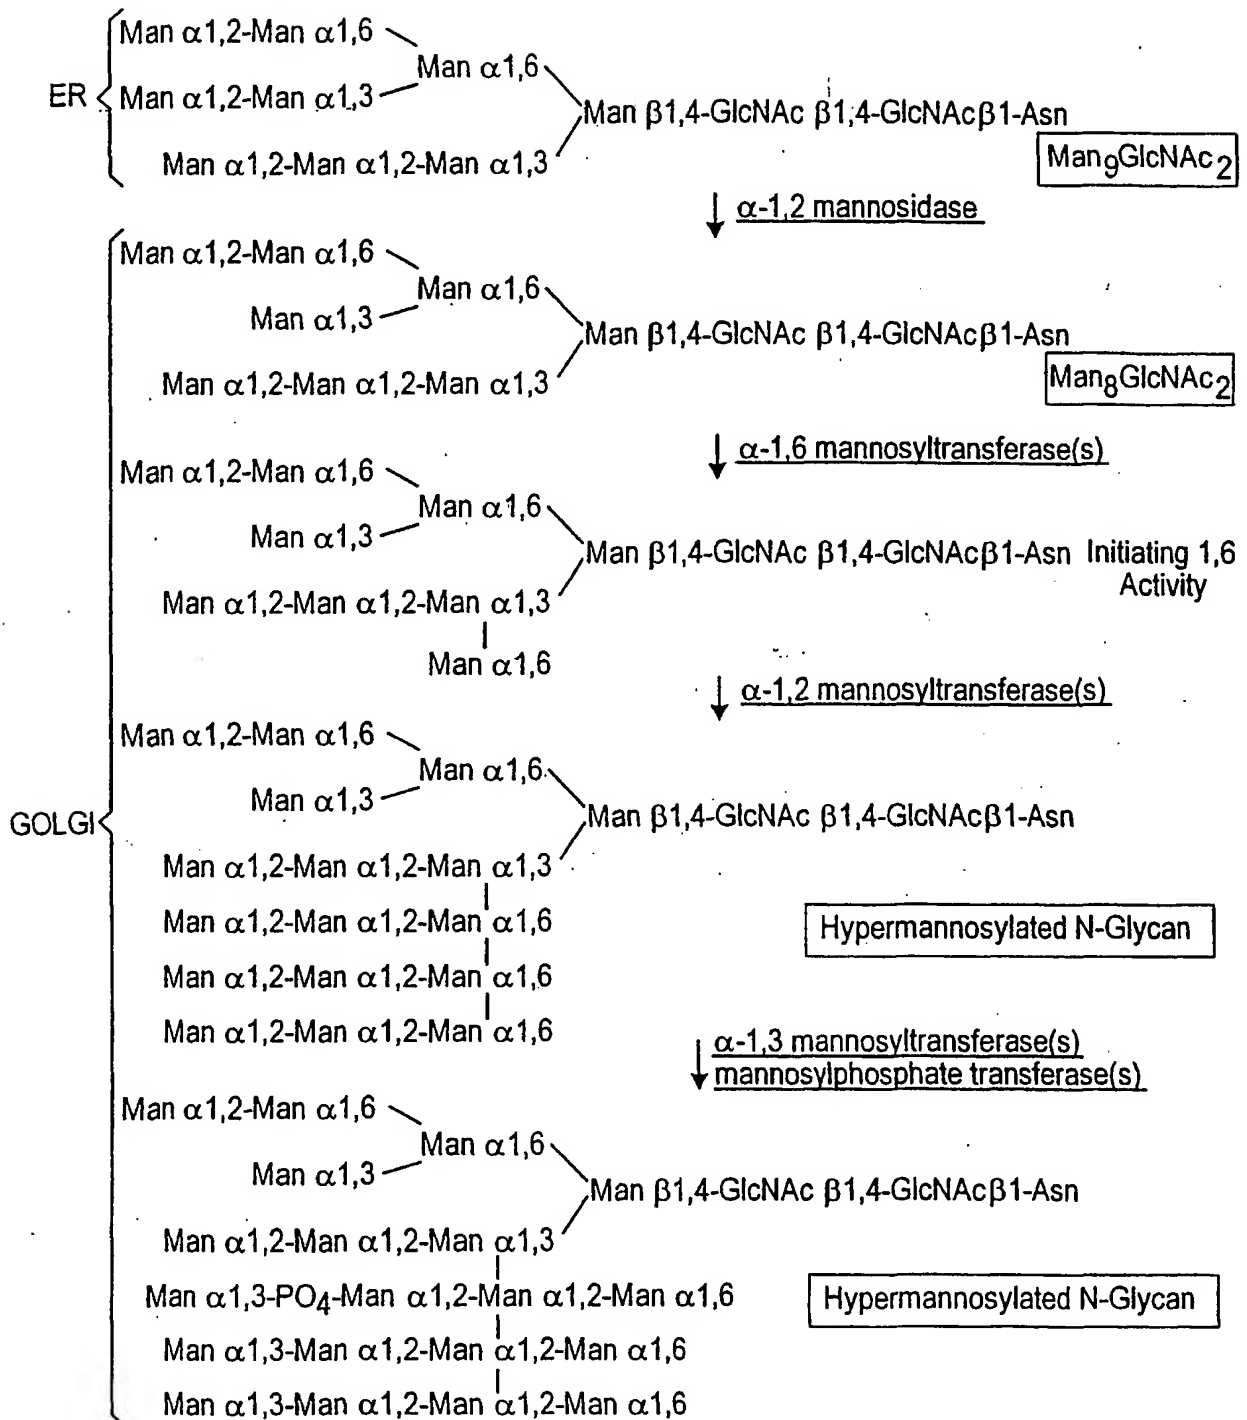 Man α1,2-Man α1,6
Man α1,6
ER
Man α1,2-Man α1,3
Man β1,4-GlcNAc β1,4-GlcNAcβ1-Asn
Man α1,2-Man α1,2-Man α1,3
Man9GlcNAc2
α-1,2 mannosidase
Man α1,2-Man α1,6
Man α1,6
Man α1,3
Man β1,4-GlcNAc β1,4-GlcNAcβ1-Asn
Man α1,2-Man α1,2-Man α1,3
Man8GlcNAc2
α-1,6 mannosyltransferase(s)
Man α1,2-Man α1,6
Man α1,6
Man α1,3
Man β1,4-GlcNAc β1,4-GlcNAcβ1-Asn Initiating 1,6
Activity
Man α1,2-Man α1,2-Man α1,3
Man α1,6
α-1,2 mannosyltransferase(s)
Man α1,2-Man α1,6
Man α1,6
Man α1,3
GOLGI
Man β1,4-GlcNAc β1,4-GlcNAcβ1-Asn
Man α1,2-Man α1,2-Man α1,3
Man α1,2-Man α1,2-Man α1,6
Hypermannosylated N-Glycan
Man α1,2-Man α1,2-Man α1,6
Man α1,2-Man α1,2-Man α1,6
α-1,3 mannosyltransferase(s)
mannosylphosphate transferase(s)
Man α1,2-Man α1,6
Man α1,6
Man α1,3
Man β1,4-GlcNAc β1,4-GlcNAcβ1-Asn
Man α1,2-Man α1,2-Man α1,3
Man α1,3-PO4-Man α1,2-Man α1,2-Man α1,6
Hypermannosylated N-Glycan
Man α1,3-Man α1,2-Man α1,2-Man α1,6
Man α1,3-Man α1,2-Man α1,2-Man α1,6